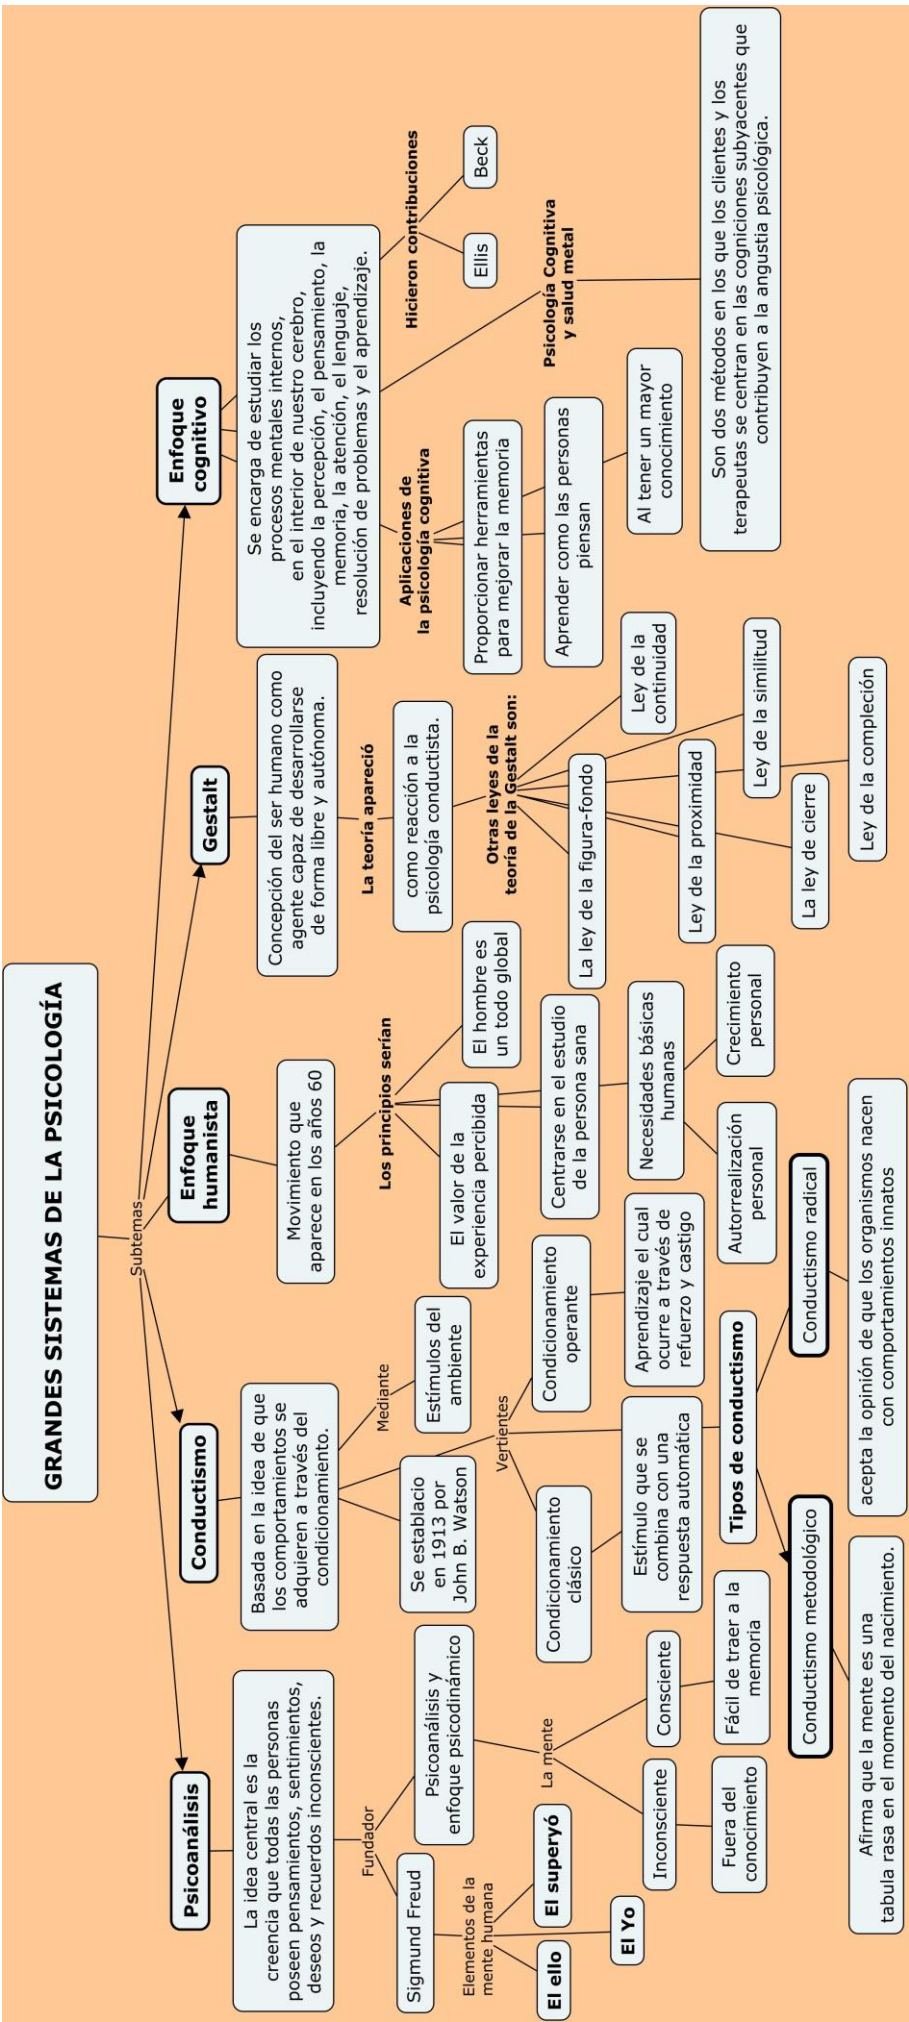 GRANDES SISTEMAS DE LA PSICOLOGÍA
Subtemas
Psicoanálisis
La idea central es la
creencia que todas las personas
poseen pensamientos, sentimientos,
deseos y recuerdos inconscientes.
Fundador
Sigmund Freud
Elementos de la
mente humana
El ello
El Yo
El superyó
Psicoanálisis y
enfoque psicodinámico
La mente
Inconsciente
Fuera del
conocimiento
Consciente
Fácil de traer a la
memoria
Conductismo
Basada en la idea de que
los comportamientos se
adquieren a través del
condicionamiento.
Se establacio
en 1913 por
John B. Watson
Mediante
Estímulos del
ambiente
Vertientes
Condicionamiento
clásico
Estímulo que se
combina con una
respuesta automática
Condicionamiento
operante
Aprendizaje el cual
ocurre a través de
refuerzo y castigo
Tipos de conductismo
Conductismo metodológico
Afirma que la mente es una
tabula rasa en el momento del nacimiento.
Conductismo radical
acepta la opinión de que los organismos nacen
con comportamientos innatos
Enfoque
humanista
Movimiento que
aparece en los años 60
Los principios serían
El valor de la
experiencia percibida
El hombre es
un todo global
Centrarse en el estudio
de la persona sana
Necesidades básicas
humanas
Autorrealización
personal
Crecimiento
personal
Gestalt
Concepción del ser humano como
agente capaz de desarrollarse
de forma libre y autónoma.
La teoría apareció
como reacción a la
psicología conductista.
Otras leyes de la
teoría de la Gestalt son:
La ley de la figura-fondo
Ley de la
continuidad
Ley de la proximidad
Ley de la similitud
La ley de cierre
Ley de la compleción
Enfoque
cognitivo
Se encarga de estudiar los
procesos mentales internos,
en el interior de nuestro cerebro,
incluyendo la percepción, el pensamiento, la
memoria, la atención, el lenguaje,
resolución de problemas y el aprendizaje.
Aplicaciones de
la psicología cognitiva
Proporcionar herramientas
para mejorar la memoria
Aprender como las personas
piensan
Al tener un mayor
conocimiento
Hicieron contribuciones
Ellis
Beck
Psicología Cognitiva
y salud metal
Son dos métodos en los que los clientes y los
terapeutas se centran en las cogniciones subyacentes que
contribuyen a la angustia psicológica.